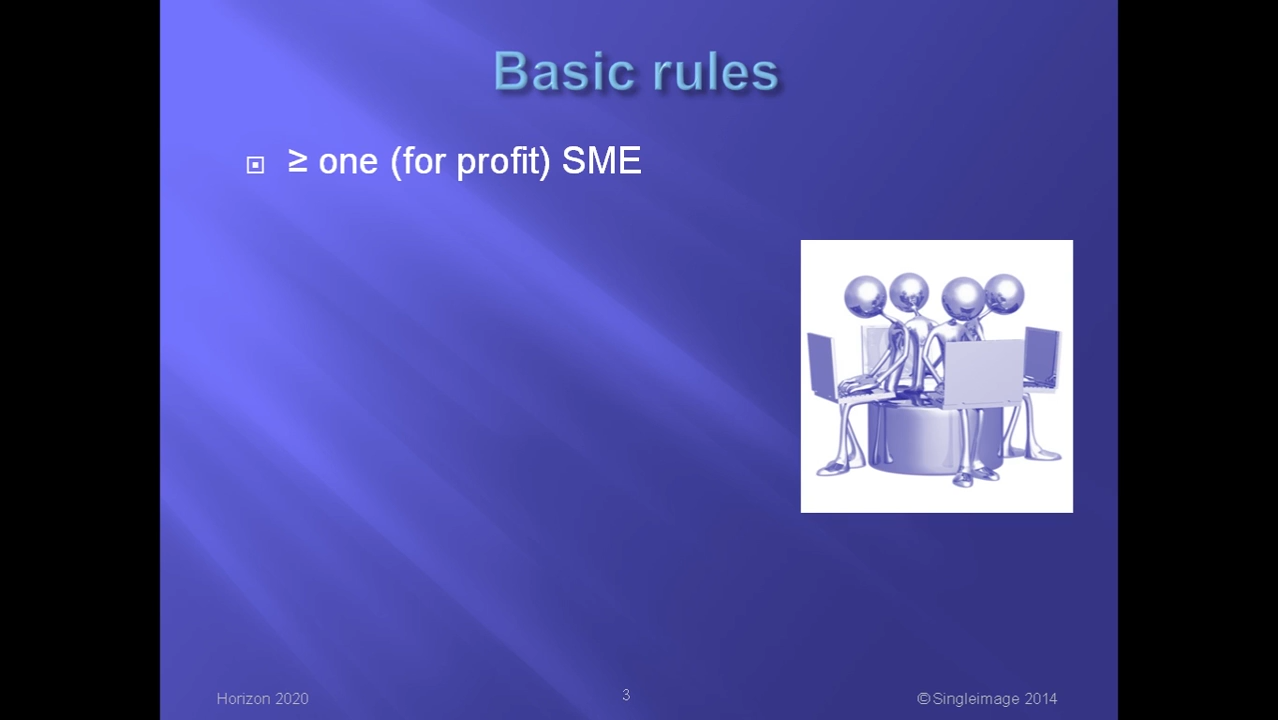 Basic rules
≥ one (for profit) SME
Horizon 2020
3
©Singleimage 2014